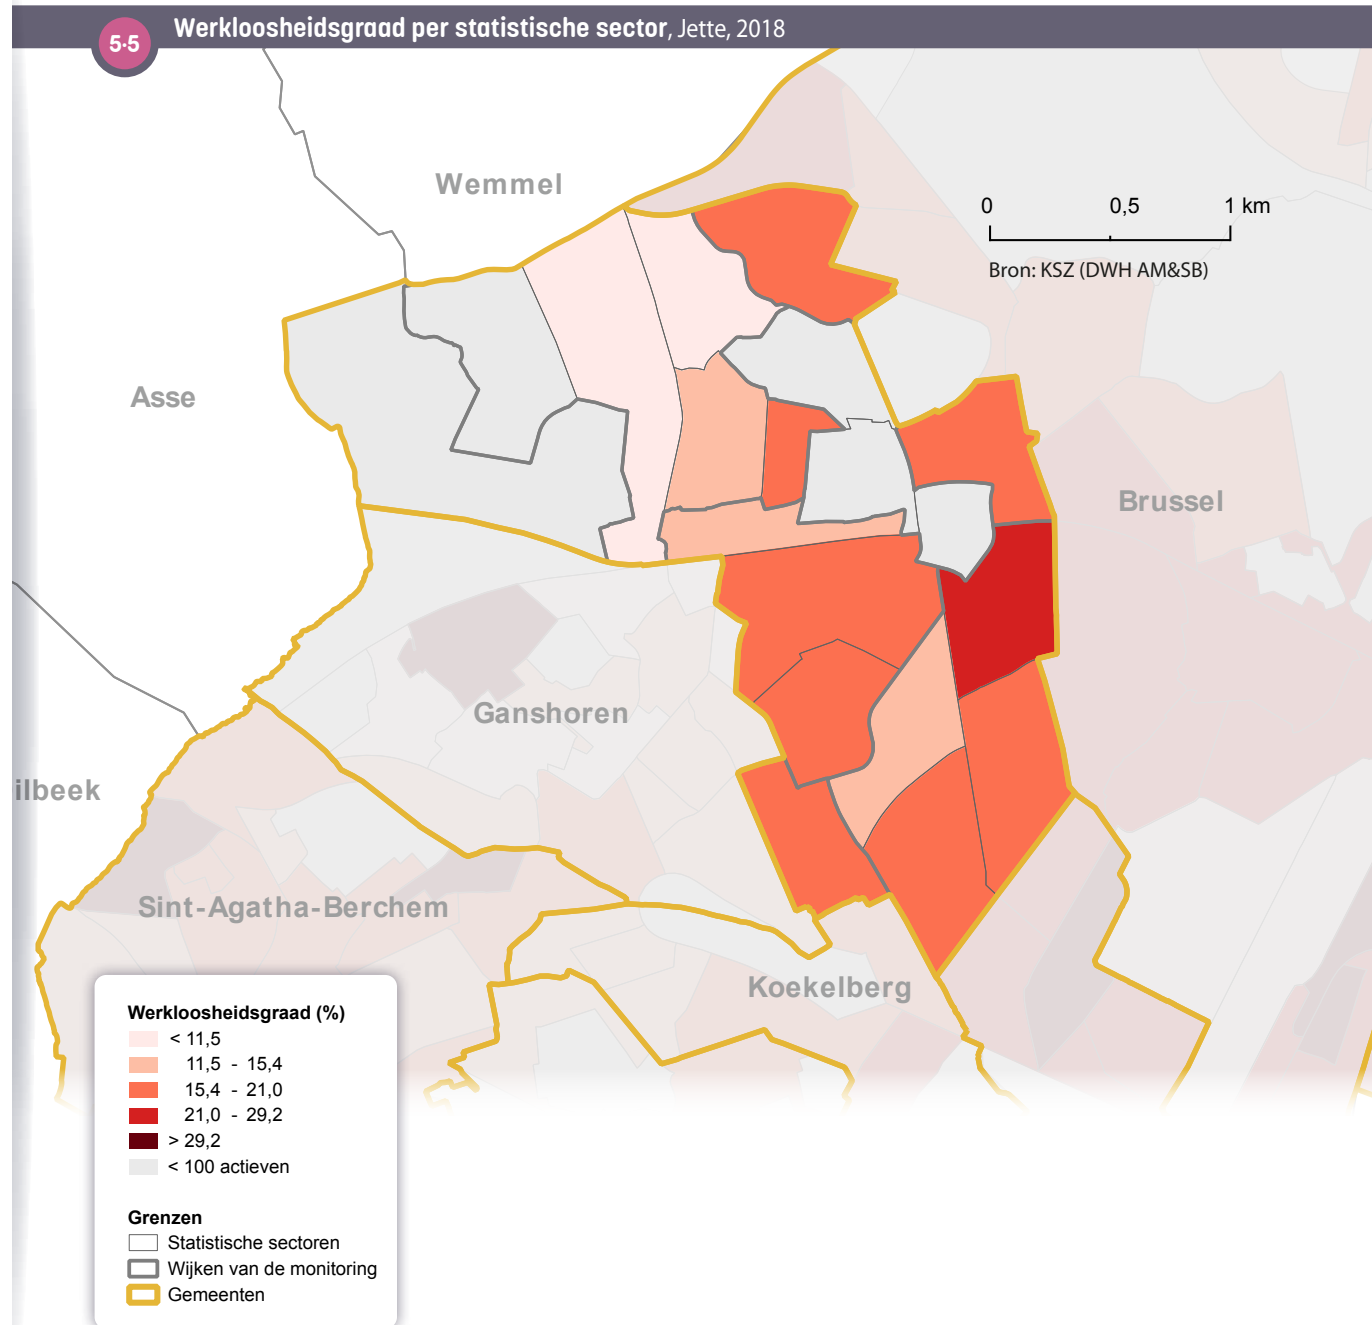 5·5
Werkloosheidsgraad per statistische sector, Jette, 2018
Wemmel
0 0,5 1 km
Bron: KSZ (DWH AM&SB)
Asse
Brussel
Ganshoren
ilbeek
Sint-Agatha-Berchem
Koekelberg
Werkloosheidsgraad (%)
< 11,5
11,5 - 15,4
15,4 - 21,0
21,0 - 29,2
> 29,2
< 100 actieven
Grenzen
Statistische sectoren
Wijken van de monitoring
Gemeenten